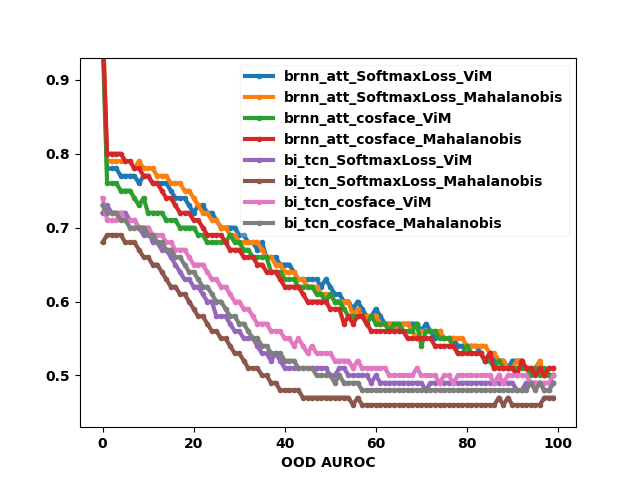 0.9
0.8
0.7
0.6
0.5
brnn_att_SoftmaxLoss_ViM
brnn_att_SoftmaxLoss_Mahalanobis
brnn_att_cosface_ViM
brnn_att_cosface_Mahalanobis
bi_tcn_SoftmaxLoss_ViM
bi_tcn_SoftmaxLoss_Mahalanobis
bi_tcn_cosface_ViM
bi_tcn_cosface_Mahalanobis
0 20 40 60 80 100
OOD AUROC